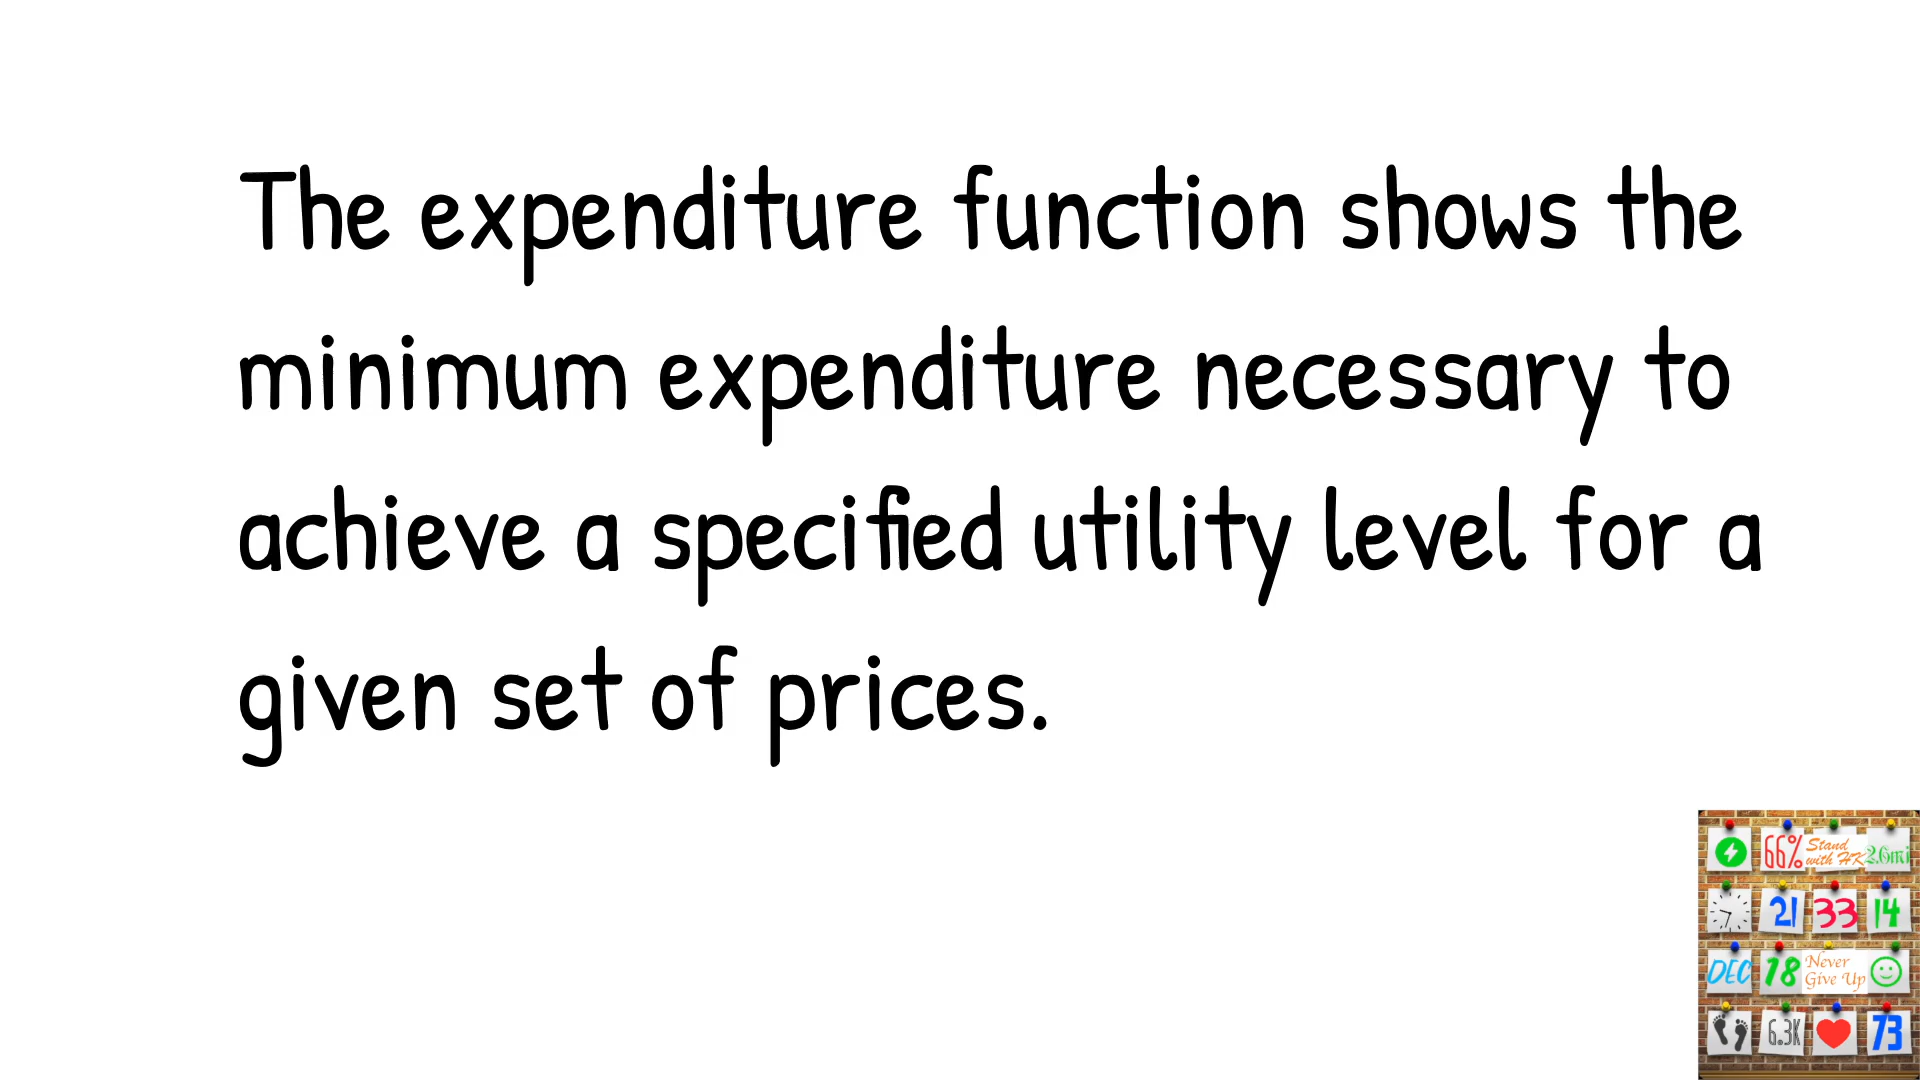 The expenditure function shows the
minimum expenditure necessary to
achieve a specified utility level for a
given set of prices.
66% Stand with HK 2.6mi
21 33 14
DEC 18 Never Give Up
6.3K 73